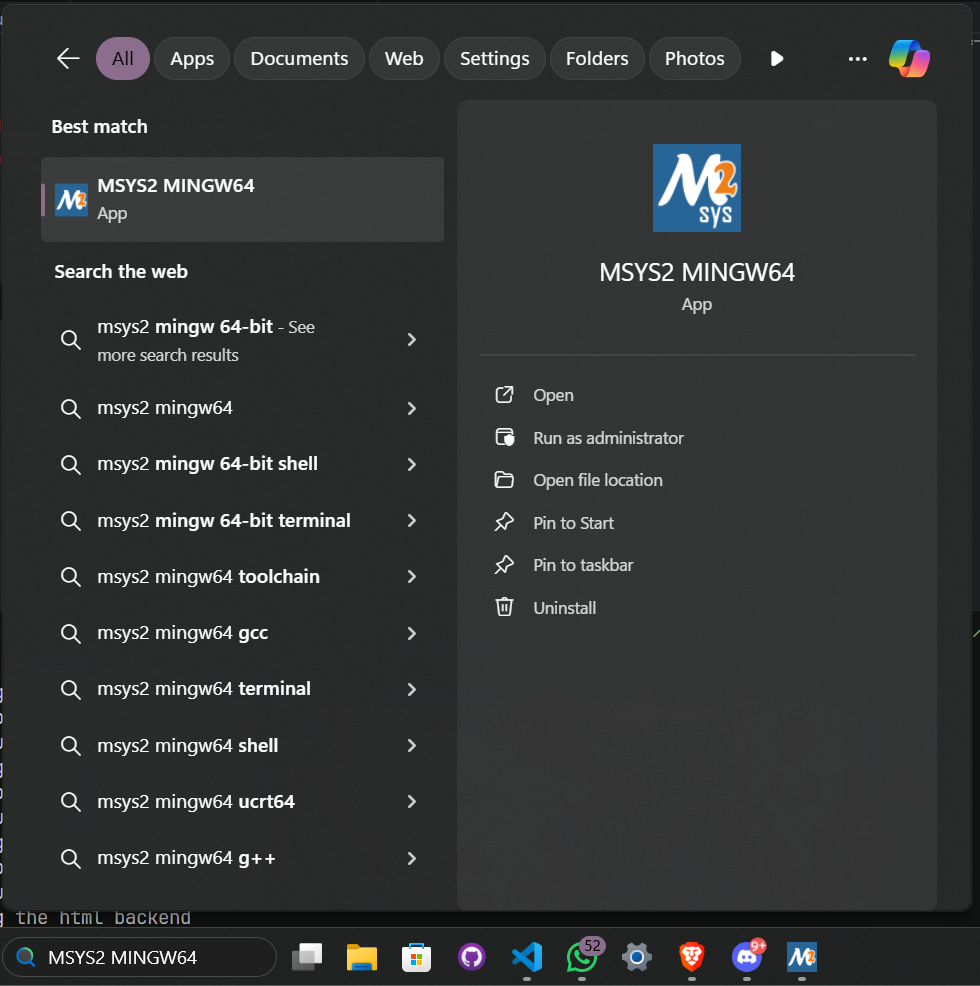 All
Apps
Documents
Web
Settings
Folders
Photos
Best match
MSYS2 MINGW64
App
Search the web
msys2 mingw 64-bit - See
more search results
msys2 mingw64
msys2 mingw 64-bit shell
msys2 mingw 64-bit terminal
msys2 mingw64 toolchain
msys2 mingw64 gcc
msys2 mingw64 terminal
msys2 mingw64 shell
msys2 mingw64 ucrt64
msys2 mingw64 g++
M2
sys
MSYS2 MINGW64
App
Open
Run as administrator
Open file location
Pin to Start
Pin to taskbar
Uninstall
the html backend
MSYS2 MINGW64
52
9+